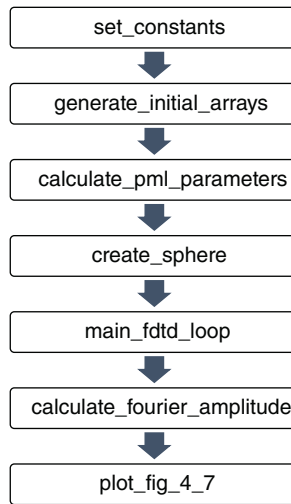 set_constants
generate_initial_arrays
calculate_pml_parameters
create_sphere
main_fdtd_loop
calculate_fourier_amplitude
plot_fig_4_7